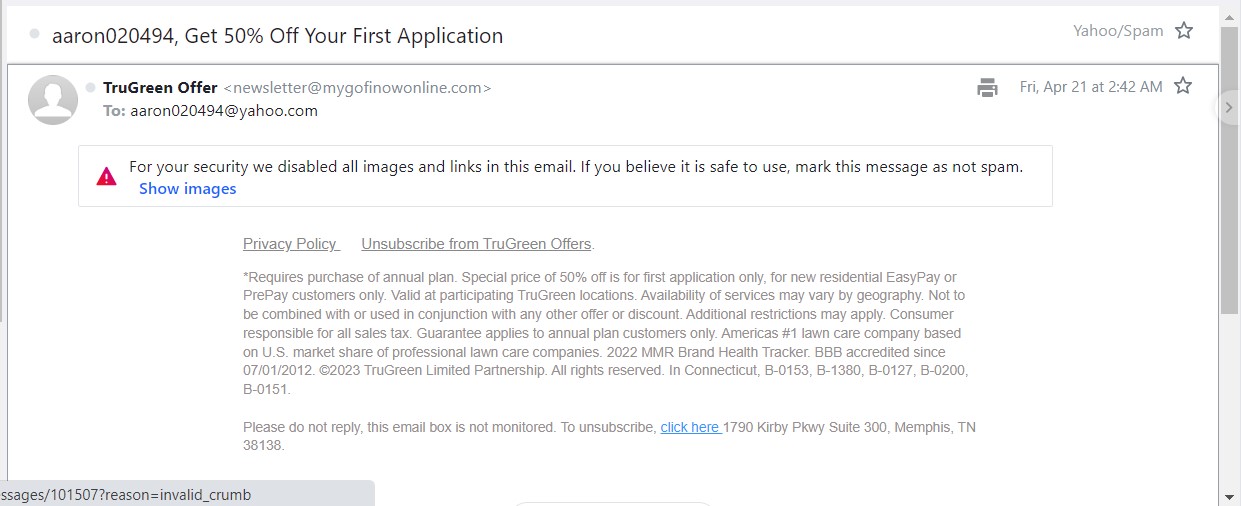 aaron020494, Get 50% Off Your First Application
Yahoo/Spam
TruGreen Offer <newsletter@mygofinowonline.com>
Fri, Apr 21 at 2:42 AM
To: aaron020494@yahoo.com
For your security we disabled all images and links in this email. If you believe it is safe to use, mark this message as not spam.
Show images
Privacy Policy Unsubscribe from TruGreen Offers.
*Requires purchase of annual plan. Special price of 50% off is for first application only, for new residential EasyPay or
PrePay customers only. Valid at participating TruGreen locations. Availability of services may vary by geography. Not to
be combined with or used in conjunction with any other offer or discount. Additional restrictions may apply. Consumer
responsible for all sales tax. Guarantee applies to annual plan customers only. Americas #1 lawn care company based
on U.S. market share of professional lawn care companies. 2022 MMR Brand Health Tracker. BBB accredited since
07/01/2012. ©2023 TruGreen Limited Partnership. All rights reserved. In Connecticut, B-0153, B-1380, B-0127, B-0200,
B-0151.
Please do not reply, this email box is not monitored. To unsubscribe, click here 1790 Kirby Pkwy Suite 300, Memphis, TN
38138.
ssages/101507?reason=invalid_crumb